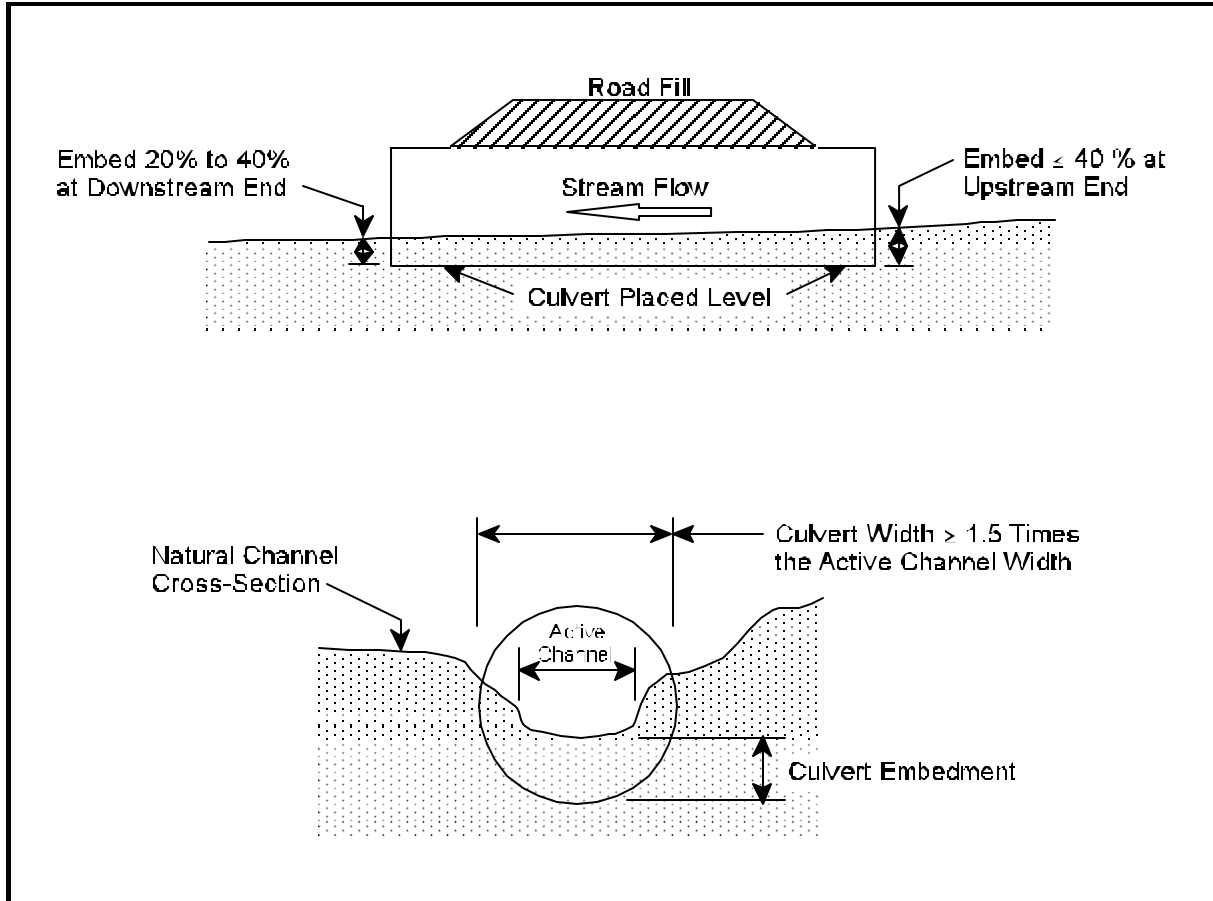 Road Fill
Embed 20% to 40%
at Downstream End
Embed ≤ 40 % at
Upstream End
Stream Flow
Culvert Placed Level
Culvert Width ≥ 1.5 Times
the Active Channel Width
Natural Channel
Cross-Section
Active
Channel
Culvert Embedment